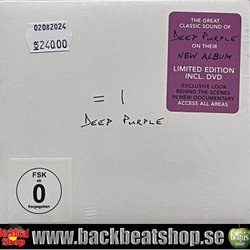 02082024
SEK 240.00
THE GREAT
CLASSIC SOUND OF
DEEP PURPLE
ON THEIR
NEW ALBUM
LIMITED EDITION
INCL. DVD
EXCLUSIVE LOOK
BEHIND THE SCENES
IN NEW DOCUMENTARY
ACCESS ALL AREAS
= 1
DEEP PURPLE
FSK
0
freigegeben
www.backbeatshop.se